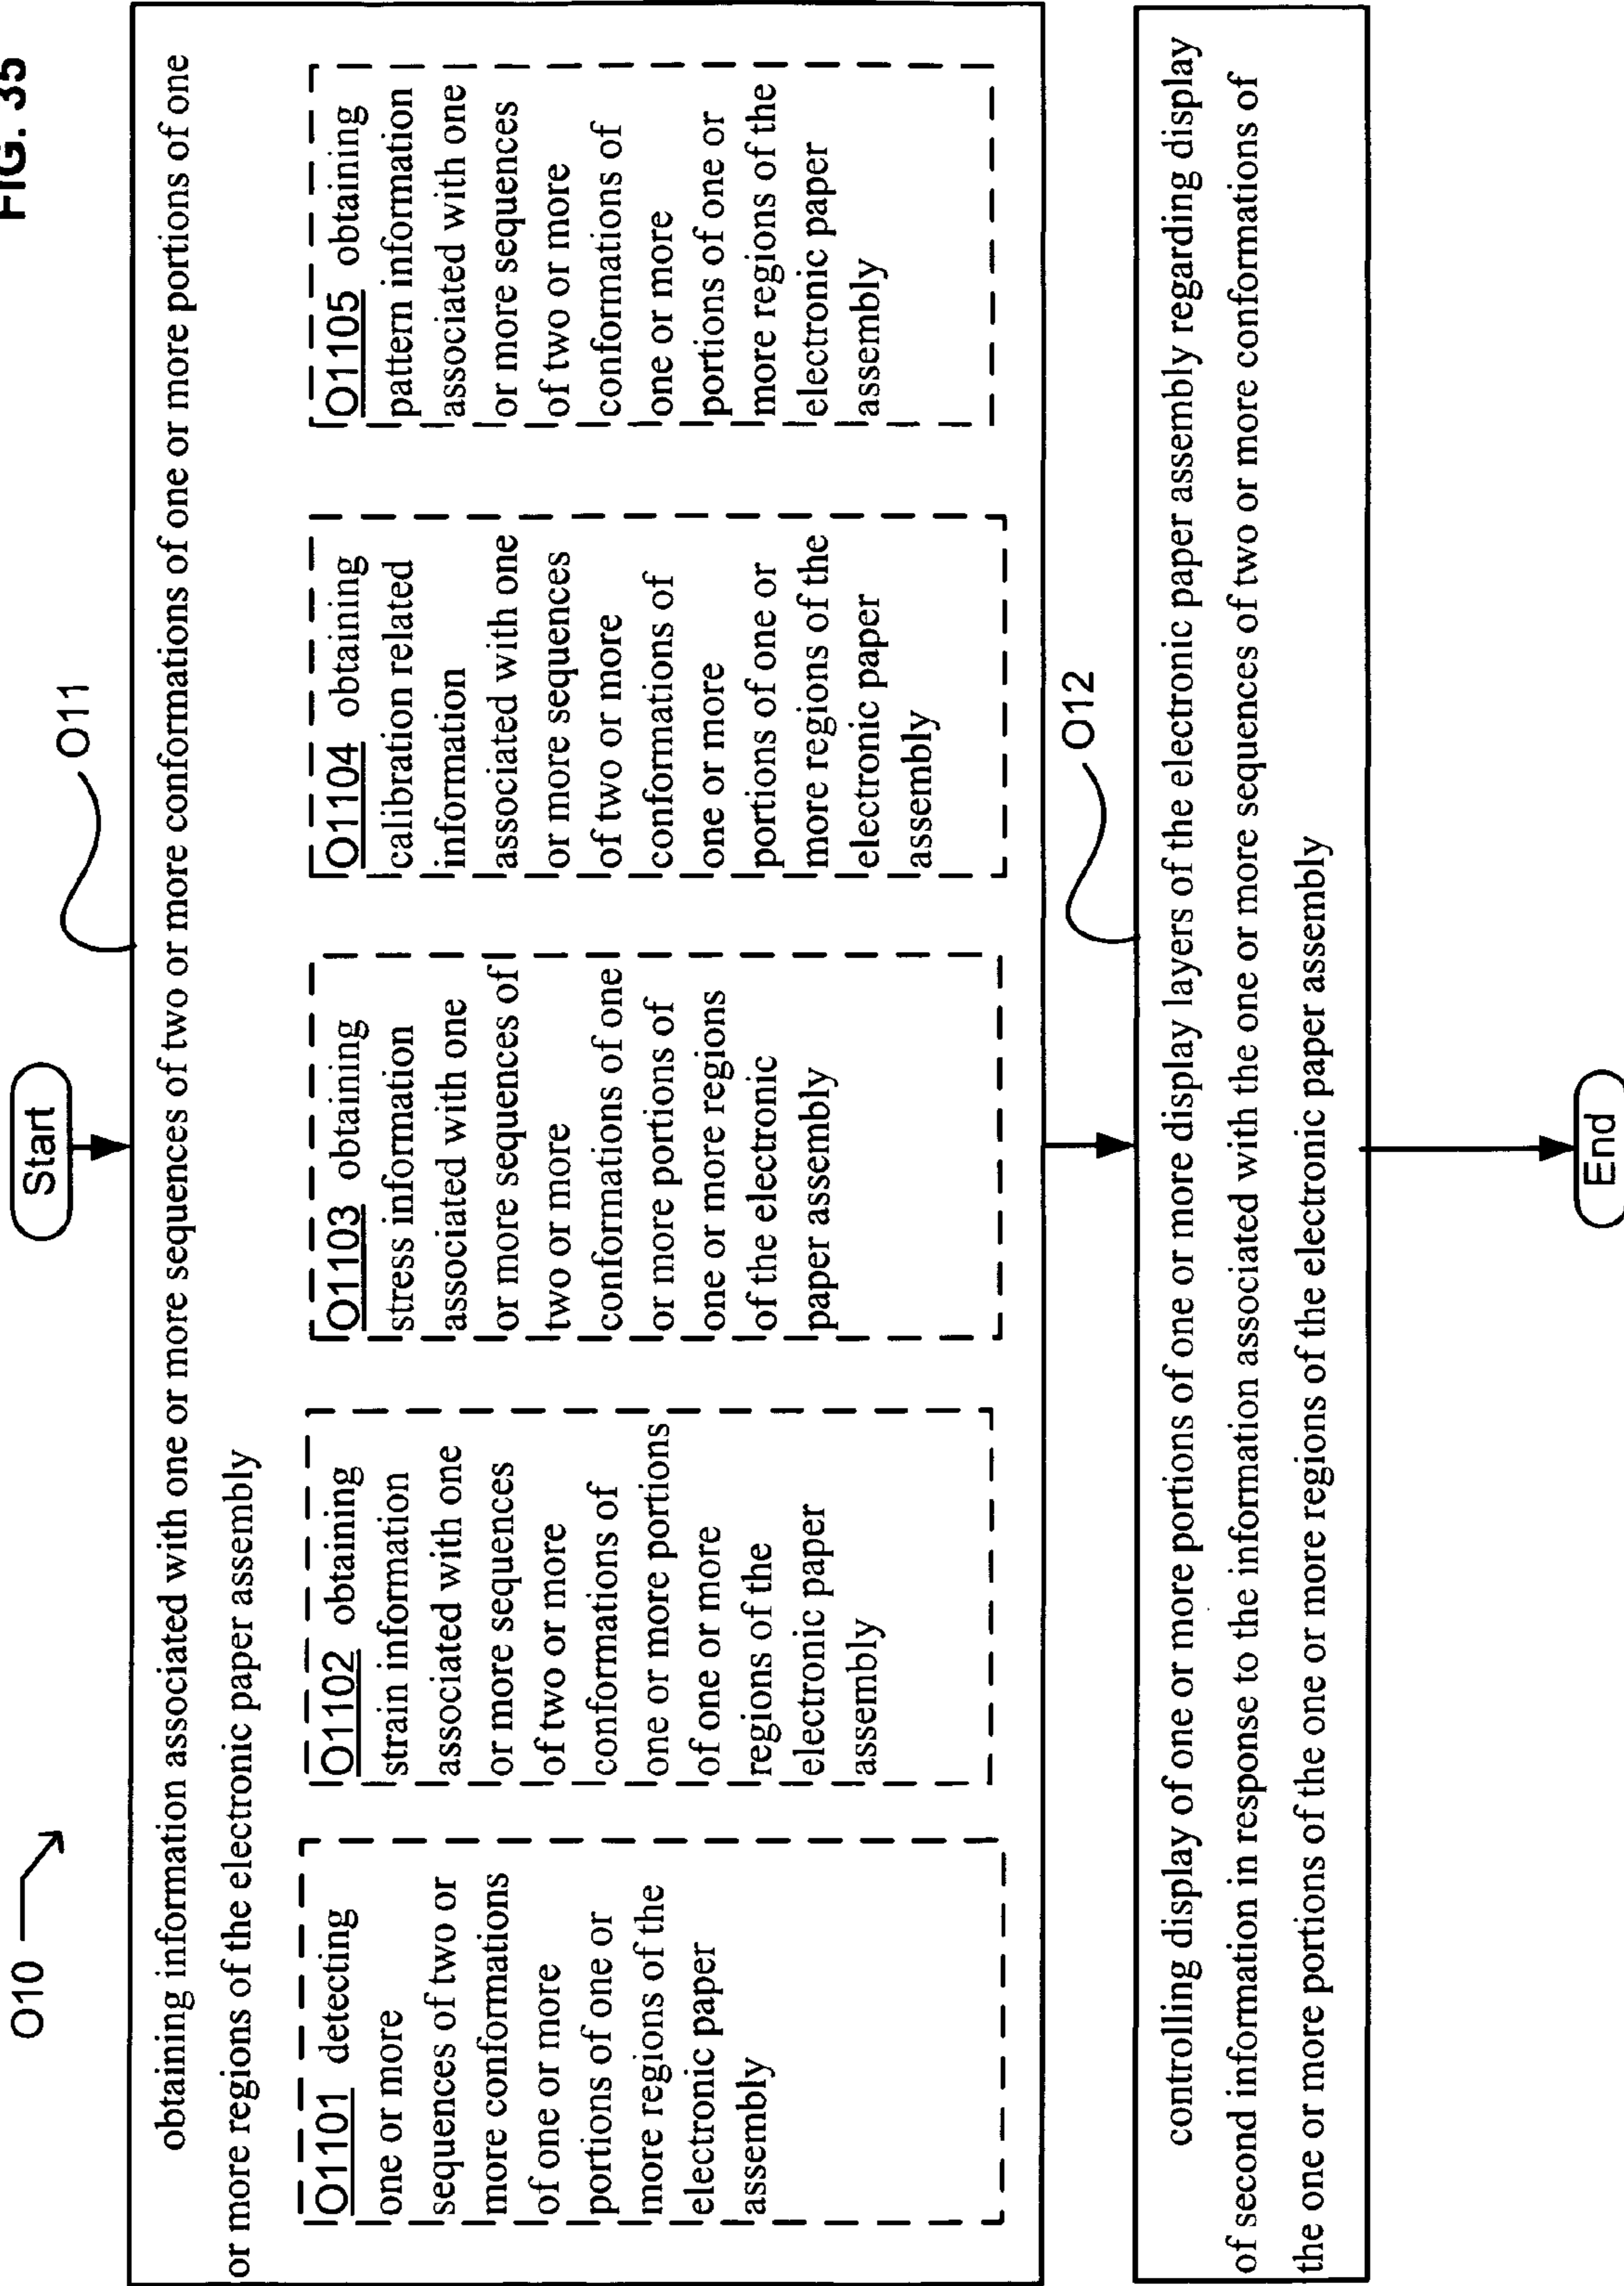 FIG. 35
O10
Start
O11
obtaining information associated with one or more sequences of two or more conformations of one or more portions of one
or more regions of the electronic paper assembly
O1101 detecting
one or more
sequences of two or
more conformations
of one or more
portions of one or
more regions of the
electronic paper
assembly
O1102 obtaining
strain information
associated with one
or more sequences
of two or more
conformations of
one or more portions
of one or more
regions of the
electronic paper
assembly
O1103 obtaining
stress information
associated with one
or more sequences of
two or more
conformations of one
or more portions of
one or more regions
of the electronic
paper assembly
O1104 obtaining
calibration related
information
associated with one
or more sequences
of two or more
conformations of
one or more
portions of one or
more regions of the
electronic paper
assembly
O1105 obtaining
pattern information
associated with one
or more sequences
of two or more
conformations of
one or more
portions of one or
more regions of the
electronic paper
assembly
O12
controlling display of one or more portions of one or more display layers of the electronic paper assembly regarding display
of second information in response to the information associated with the one or more sequences of two or more conformations of
the one or more portions of the one or more regions of the electronic paper assembly
End